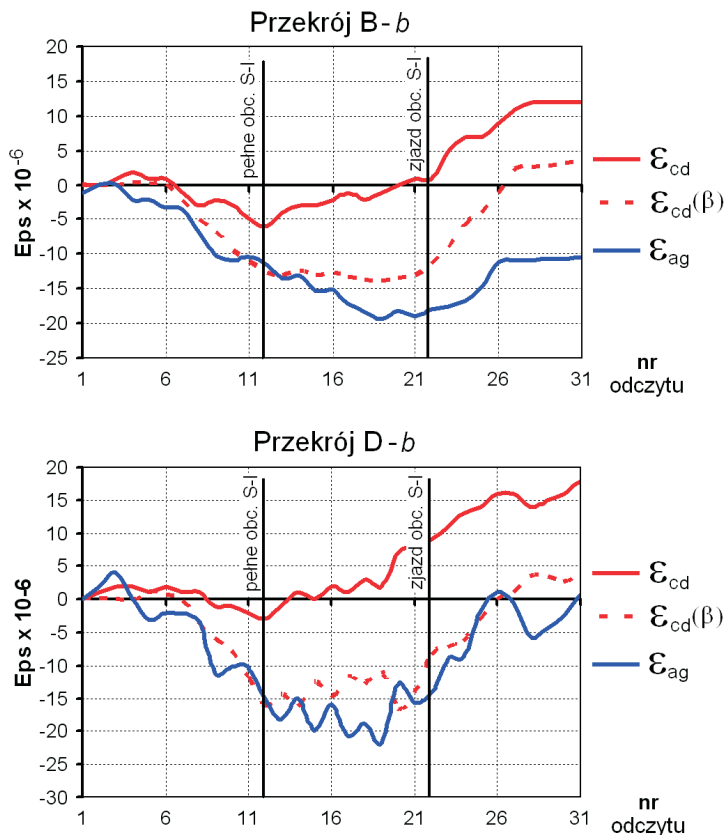 Przekrój B-b
20
15
10
5
0
-5
-10
-15
-20
-25
Eps x 10-6
pełne obc. S-I
zjazd obc. S-I
1 6 11 16 21 26 31
nr
odczytu
εcd
εcd(β)
εag
Przekrój D-b
20
15
10
5
0
-5
-10
-15
-20
-25
-30
Eps x 10-6
pełne obc. S-I
zjazd obc. S-I
1 6 11 16 21 26 31
nr
odczytu
εcd
εcd(β)
εag